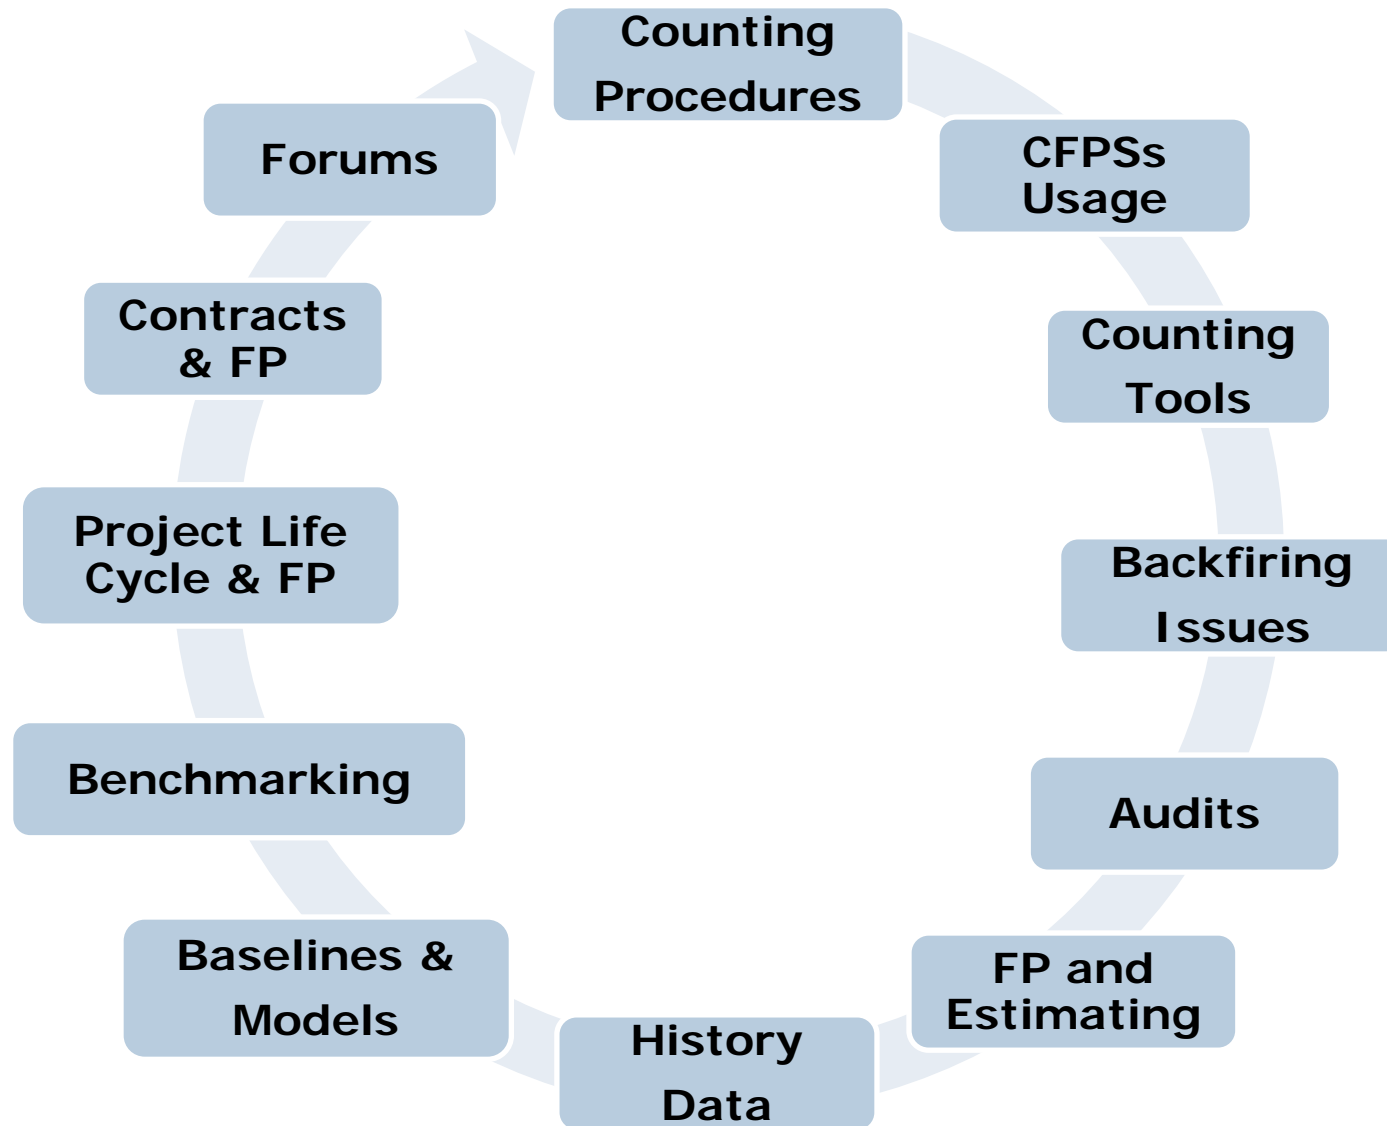 Counting
Procedures
CFPSs
Usage
Counting
Tools
Backfiring
Issues
Audits
FP and
Estimating
History
Data
Baselines &
Models
Benchmarking
Project Life
Cycle & FP
Contracts
& FP
Forums